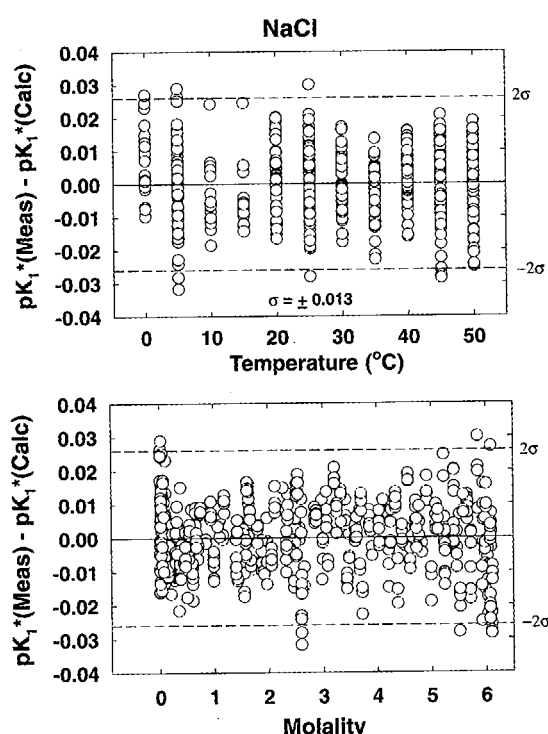 NaCl
pK₁*(Meas) - pK₁*(Calc)
0.04
0.03
0.02
0.01
0.00
-0.01
-0.02
-0.03
-0.04
2σ
-2σ
σ = ± 0.013
0 10 20 30 40 50
Temperature (°C)
pK₁*(Meas) - pK₁*(Calc)
0.04
0.03
0.02
0.01
0.00
-0.01
-0.02
-0.03
-0.04
2σ
-2σ
0 1 2 3 4 5 6
Molality